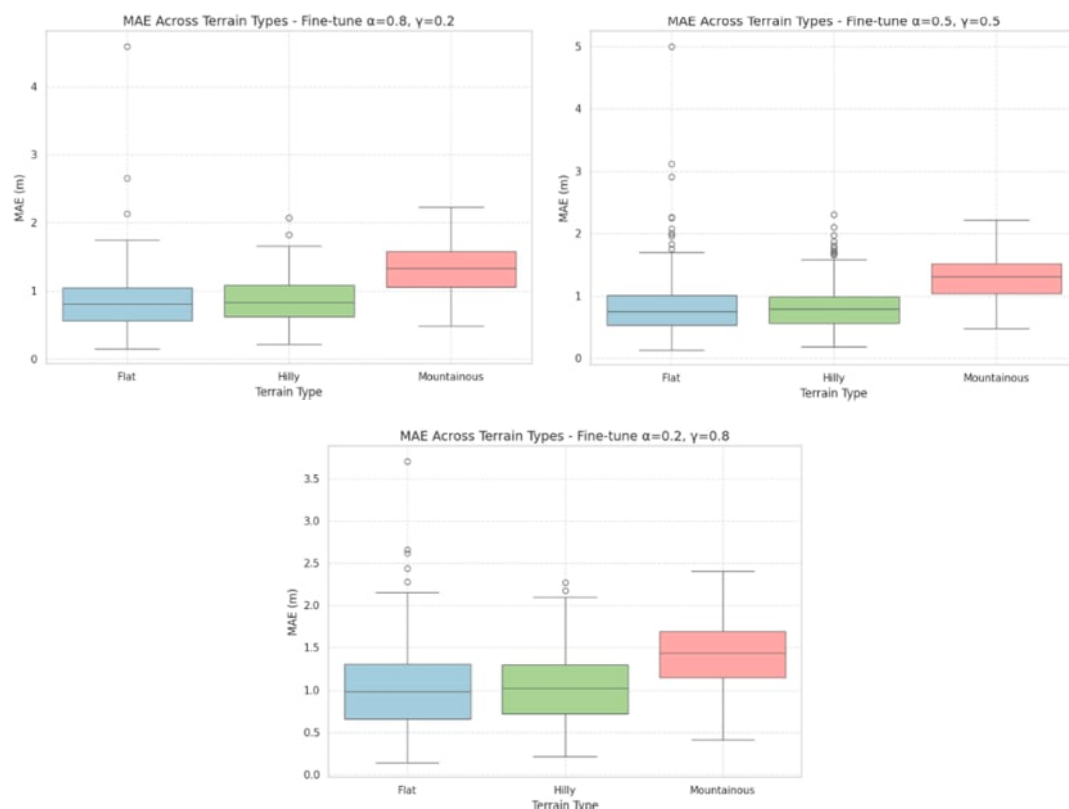 MAE Across Terrain Types - Fine-tune α=0.8, γ=0.2
4
3
2
1
0
MAE (m)
Flat
Hilly
Mountainous
Terrain Type
MAE Across Terrain Types - Fine-tune α=0.5, γ=0.5
5
4
3
2
1
0
MAE (m)
Flat
Hilly
Mountainous
Terrain Type
MAE Across Terrain Types - Fine-tune α=0.2, γ=0.8
3.5
3.0
2.5
2.0
1.5
1.0
0.5
0.0
MAE (m)
Flat
Hilly
Mountainous
Terrain Type